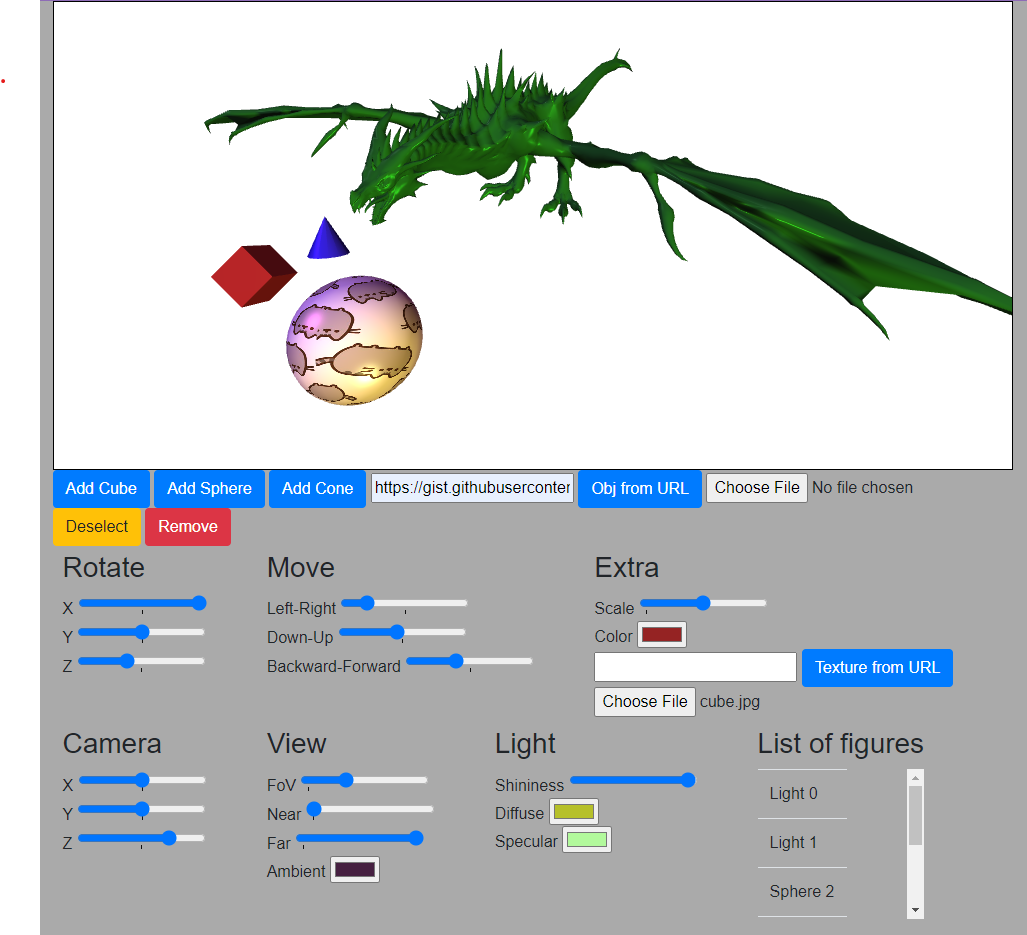 Add Cube Add Sphere Add Cone https://gist.githubuserconter Obj from URL Choose File No file chosen
Deselect Remove
Rotate Move Extra
X Left-Right Scale
Y Down-Up Color
Z Backward-Forward Texture from URL
Choose File cube.jpg
Camera View Light List of figures
X FoV Shininess Light 0
Y Near Diffuse Light 1
Z Far Specular
Ambient Sphere 2